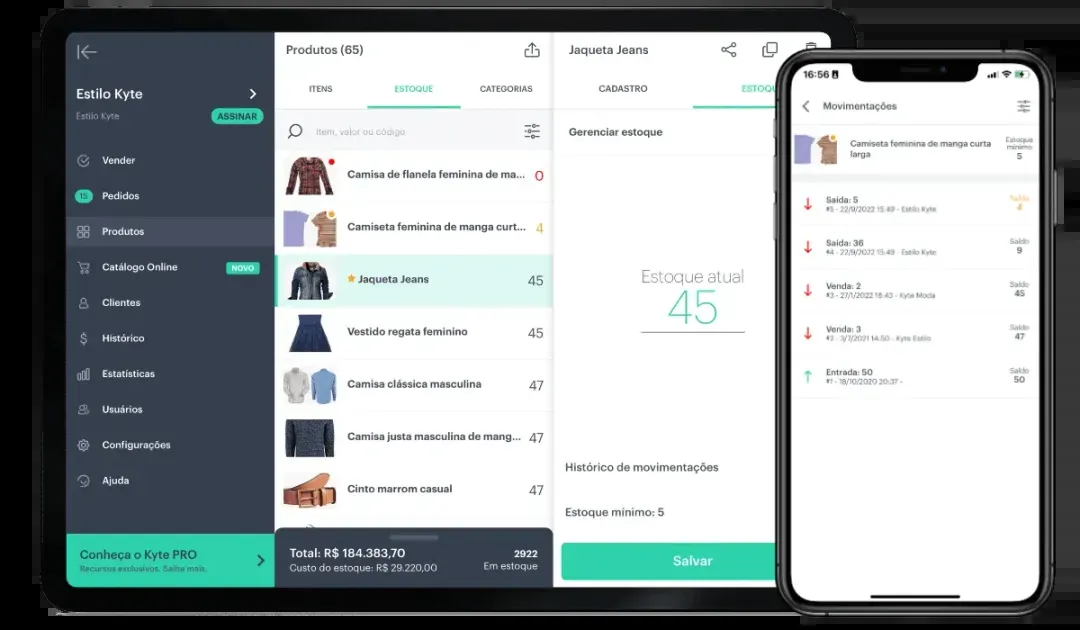 Estilo Kyte
Estilo Kyte
ASSINAR
Vender
15
Pedidos
Produtos
Catálogo Online
NOVO
Clientes
Histórico
Estatísticas
Usuários
Configurações
Ajuda
Conheça o Kyte PRO
Recursos exclusivos. Saiba mais.
Produtos (65)
ITENS
ESTOQUE
CATEGORIAS
Item, valor ou código
Camisa de flanela feminina de ma... 0
Camiseta feminina de manga curt... 4
Jaqueta Jeans 45
Vestido regata feminino 45
Camisa clássica masculina 47
Camisa justa masculina de mang... 47
Cinto marrom casual 47
Total: R$ 184.383,70 2922
Custo do estoque: R$ 29.220,00 Em estoque
Jaqueta Jeans
CADASTRO
ESTOQU
Gerenciar estoque
Estoque atual
45
Histórico de movimentações
Estoque mínimo: 5
Salvar
16:56
Movimentações
Camiseta feminina de manga curta
larga
Estoque
mínimo
5
Saída: 5
#5 - 22/9/2022 15:49 - Estilo Kyte
Saldo
4
Saída: 36
#4 - 22/9/2022 15:49 - Estilo Kyte
Saldo
9
Venda: 2
#3 - 27/1/2022 16:43 - Kyte Moda
Saldo
45
Venda: 3
#2 - 3/7/2021 14:50 - Kyte Estilo
Saldo
47
Entrada: 50
#1 - 18/10/2020 20:37 -
Saldo
50